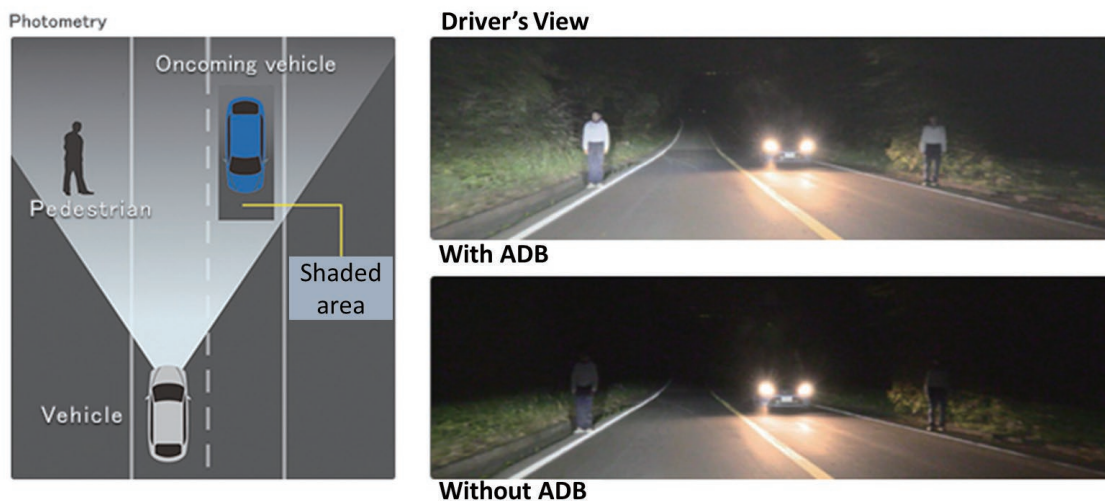 Photometry
Oncoming vehicle
Pedestrian
Shaded
area
Vehicle
Driver's View
With ADB
Without ADB